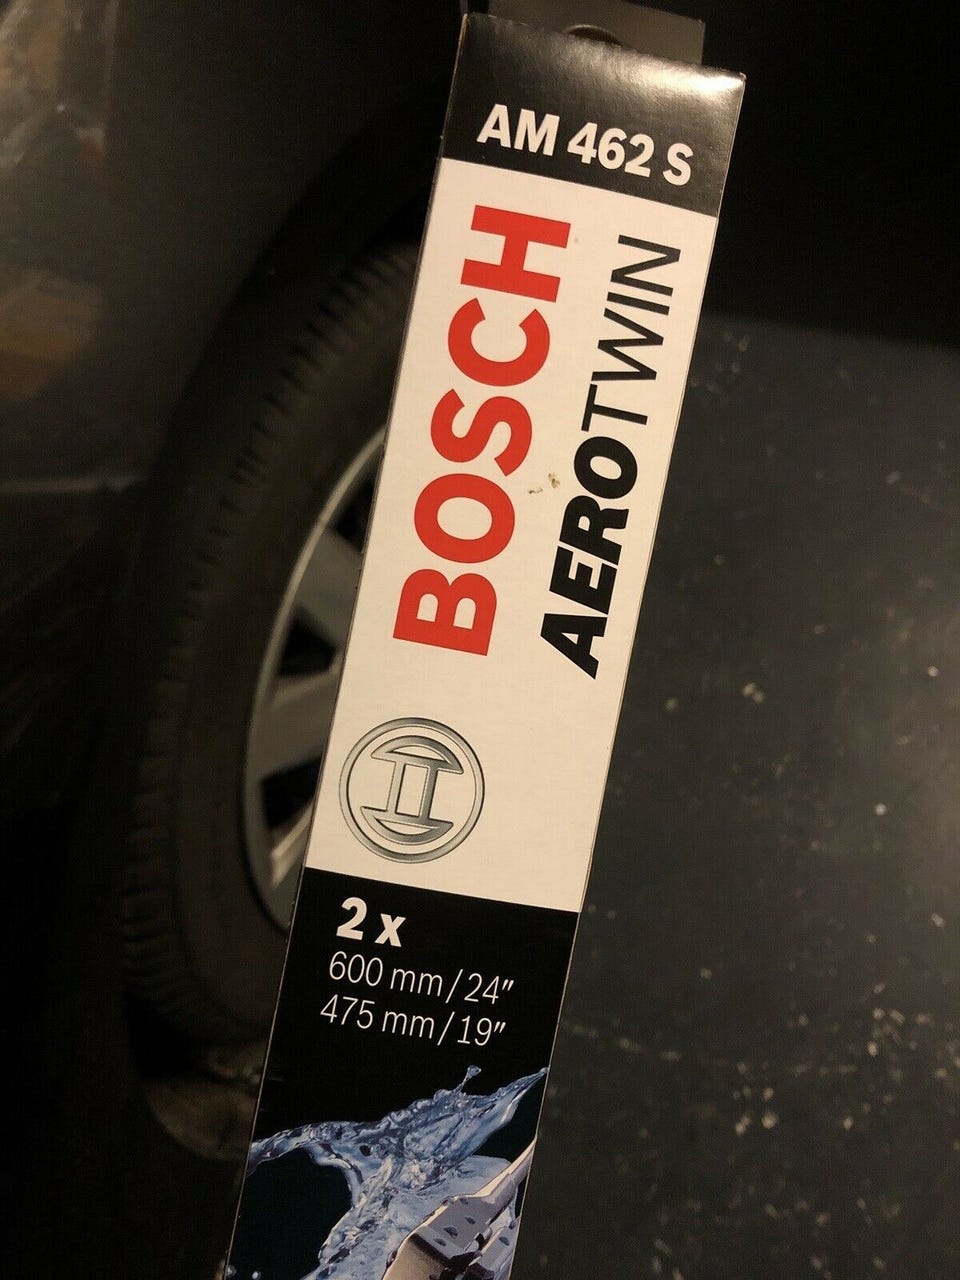 AM 462 S
BOSCH
AEROTWIN
2 x
600 mm/24"
475 mm/19"